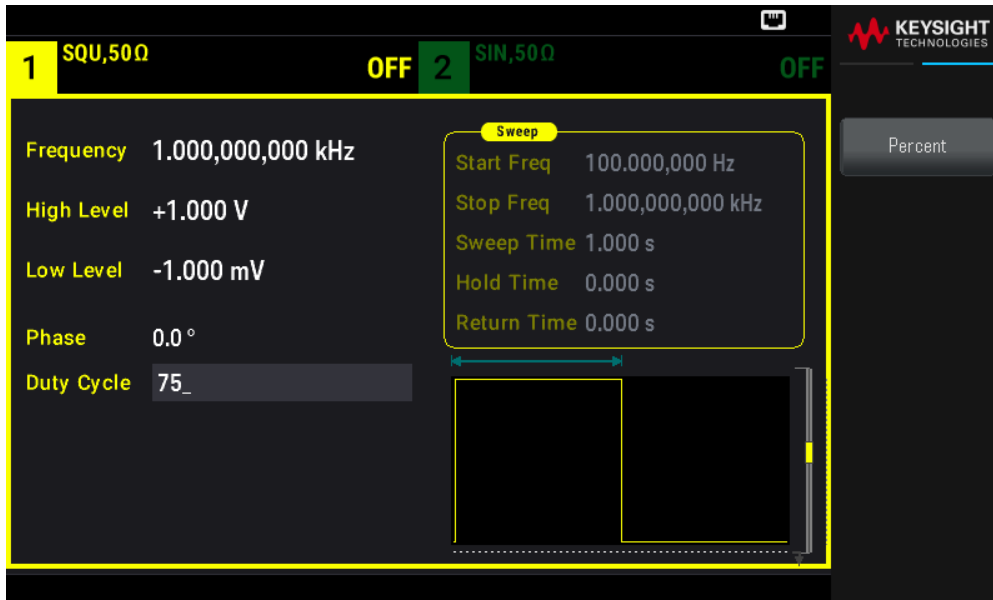 KEYSIGHT
TECHNOLOGIES
1 SQU,50Ω OFF 2 SIN,50Ω OFF
Frequency 1.000,000,000 kHz
High Level +1.000 V
Low Level -1.000 mV
Phase 0.0 °
Duty Cycle 75_
Sweep
Start Freq 100.000,000 Hz
Stop Freq 1.000,000,000 kHz
Sweep Time 1.000 s
Hold Time 0.000 s
Return Time 0.000 s
Percent